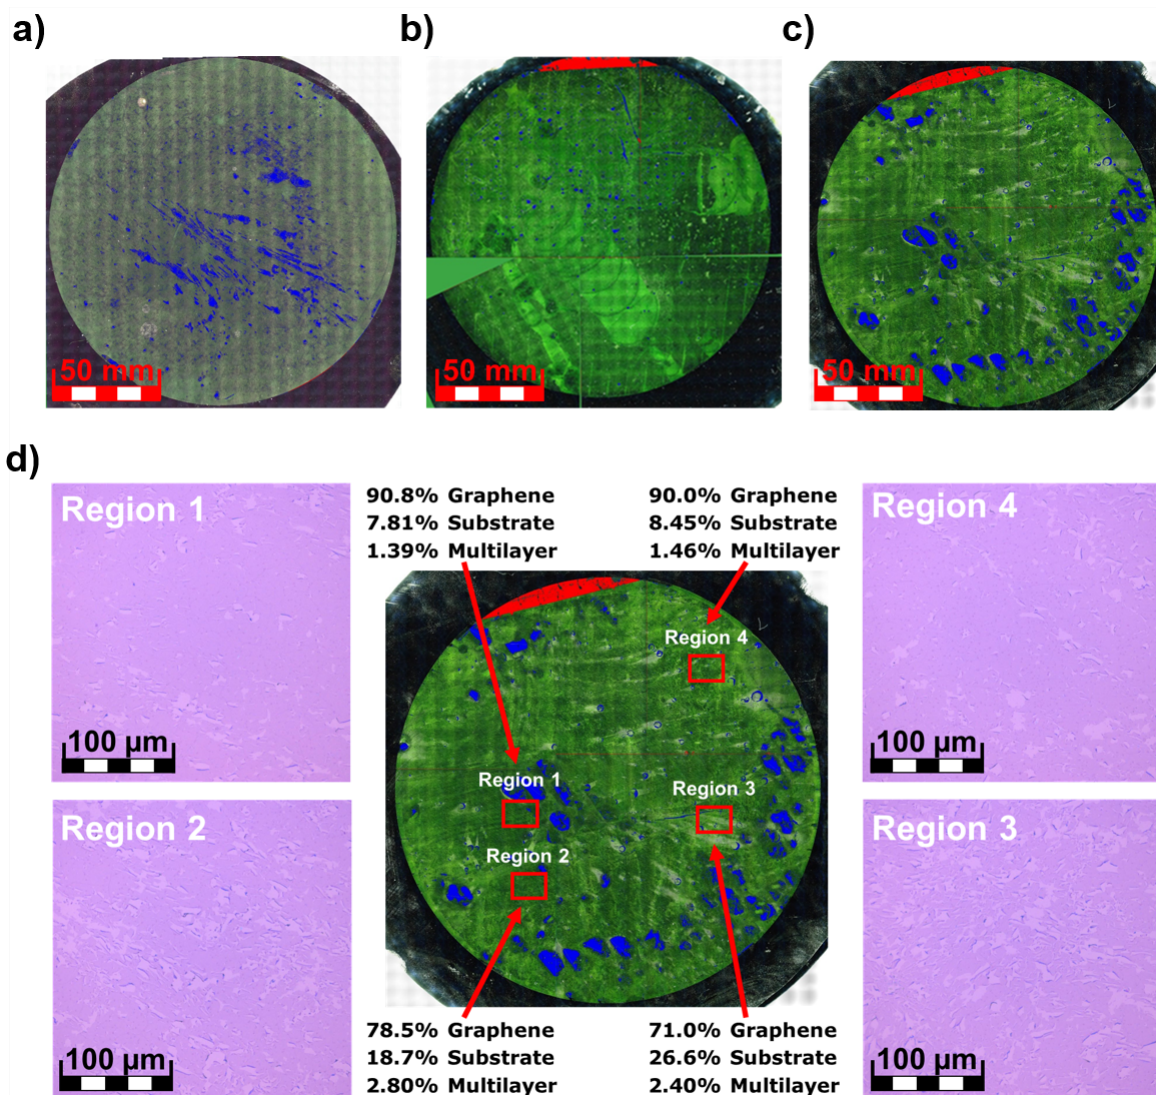 a)
b)
c)
50 mm
50 mm
50 mm
d)
Region 1
90.8% Graphene
7.81% Substrate
1.39% Multilayer
90.0% Graphene
8.45% Substrate
1.46% Multilayer
Region 4
100 µm
Region 4
Region 1
Region 3
Region 2
100 µm
Region 2
100 µm
78.5% Graphene
18.7% Substrate
2.80% Multilayer
71.0% Graphene
26.6% Substrate
2.40% Multilayer
Region 3
100 µm